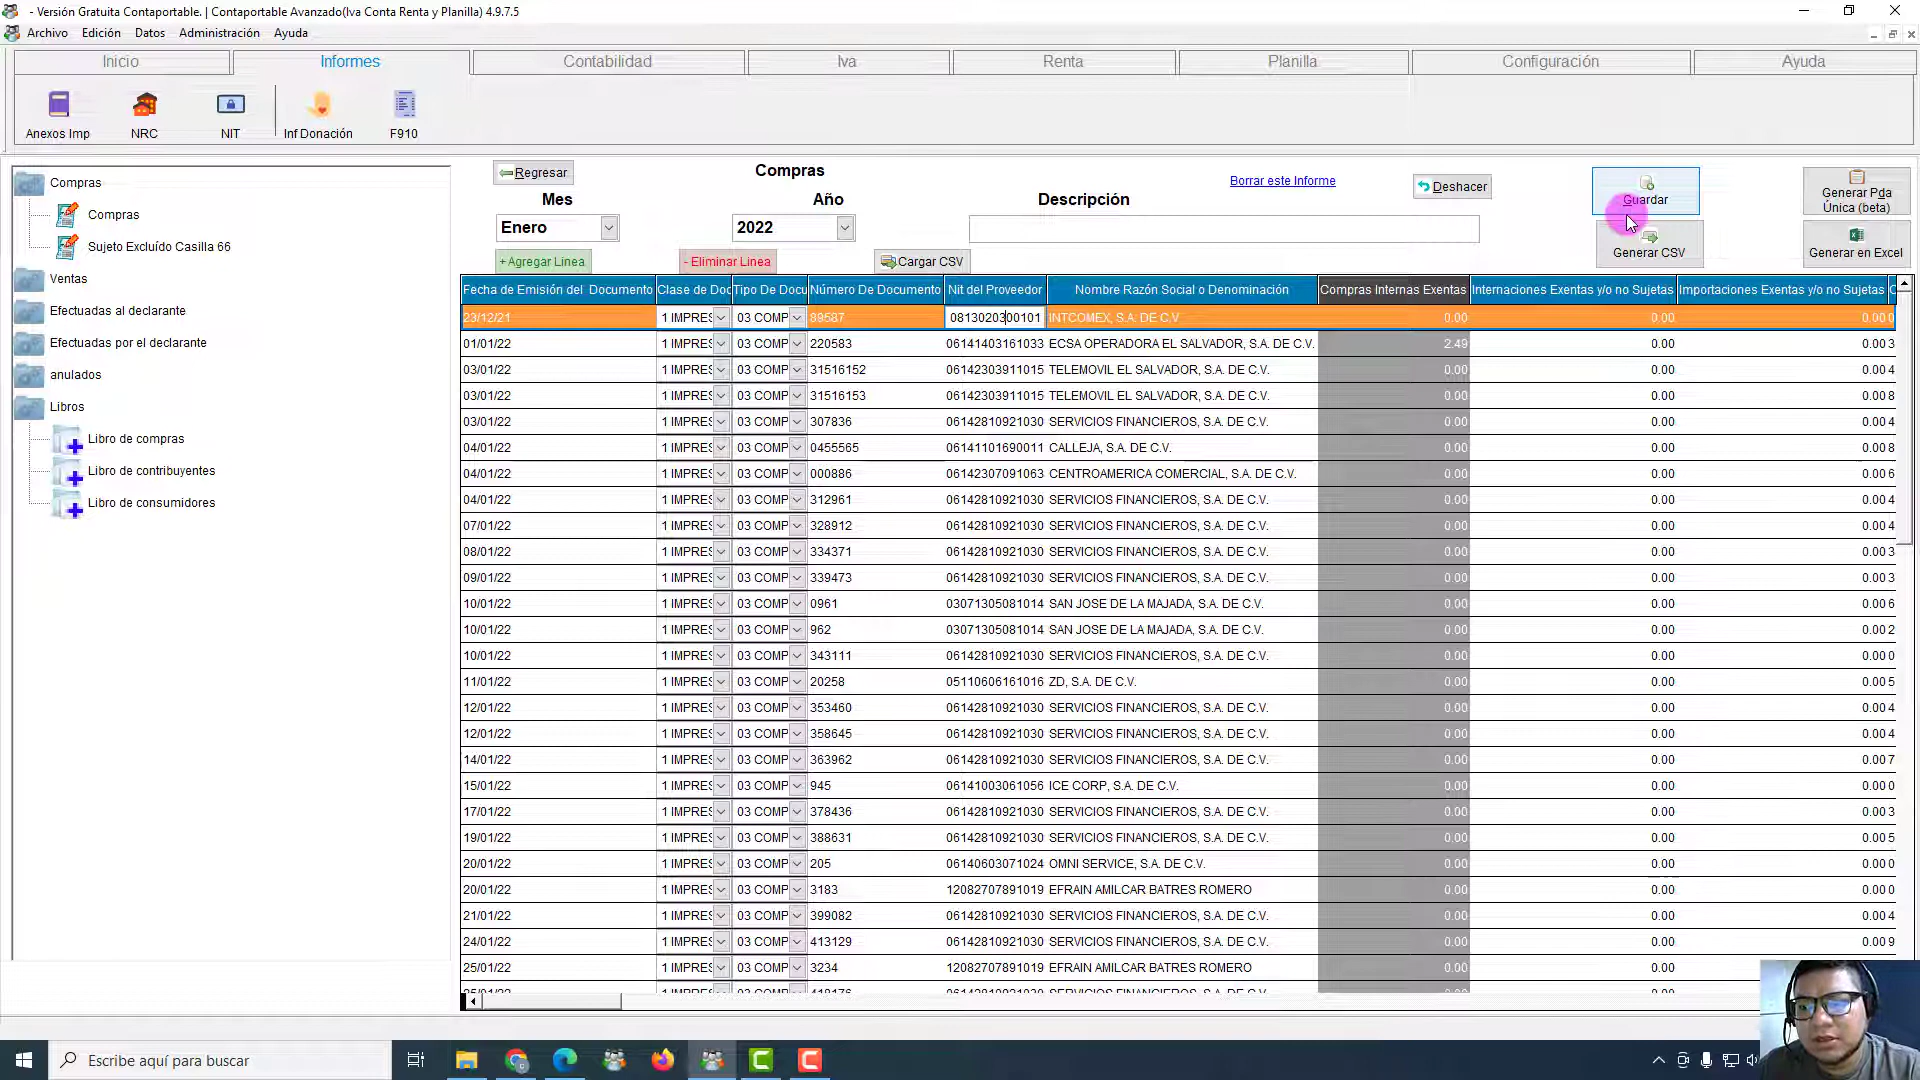 - Versión Gratuita Contaportable. | Contaportable Avanzado(Iva Conta Renta y Planilla) 4.9.7.5
Archivo Edición Datos Administración Ayuda
Inicio Informes Contabilidad Iva Renta Planilla Configuración Ayuda
Anexos Imp NRC NIT Inf Donación F910
Compras
Compras
Sujeto Excluído Casilla 66
Ventas
Efectuadas al declarante
Efectuadas por el declarante
anulados
Libros
Libro de compras
Libro de contribuyentes
Libro de consumidores
Regresar Compras Borrar este Informe Deshacer Guardar Generar Pda Única (beta)
Mes Año Descripción
Enero 2022
+Agregar Linea - Eliminar Linea Cargar CSV Generar CSV Generar en Excel
Fecha de Emisión del Documento Clase de Doc Tipo De Docu Número De Documento Nit del Proveedor Nombre Razón Social o Denominación Compras Internas Exentas Internaciones Exentas y/o no Sujetas Importaciones Exentas y/o no Sujetas C
23/12/21 1 IMPRES 03 COMP 89587 0813020300101 INTCOMEX, S.A. DE C.V. 0.00 0.00 0.00 0
01/01/22 1 IMPRES 03 COMP 220583 06141403161033 ECSA OPERADORA EL SALVADOR, S.A. DE C.V. 2.49 0.00 0.00 3
03/01/22 1 IMPRES 03 COMP 31516152 06142303911015 TELEMOVIL EL SALVADOR, S.A. DE C.V. 0.00 0.00 0.00 4
03/01/22 1 IMPRES 03 COMP 31516153 06142303911015 TELEMOVIL EL SALVADOR, S.A. DE C.V. 0.00 0.00 0.00 8
03/01/22 1 IMPRES 03 COMP 307836 06142810921030 SERVICIOS FINANCIEROS, S.A. DE C.V. 0.00 0.00 0.00 4
04/01/22 1 IMPRES 03 COMP 0455565 06141101690011 CALLEJA, S.A. DE C.V. 0.00 0.00 0.00 8
04/01/22 1 IMPRES 03 COMP 000886 06142307091063 CENTROAMERICA COMERCIAL, S.A. DE C.V. 0.00 0.00 0.00 6
04/01/22 1 IMPRES 03 COMP 312961 06142810921030 SERVICIOS FINANCIEROS, S.A. DE C.V. 0.00 0.00 0.00 4
07/01/22 1 IMPRES 03 COMP 328912 06142810921030 SERVICIOS FINANCIEROS, S.A. DE C.V. 0.00 0.00 0.00 4
08/01/22 1 IMPRES 03 COMP 334371 06142810921030 SERVICIOS FINANCIEROS, S.A. DE C.V. 0.00 0.00 0.00 3
09/01/22 1 IMPRES 03 COMP 339473 06142810921030 SERVICIOS FINANCIEROS, S.A. DE C.V. 0.00 0.00 0.00 3
10/01/22 1 IMPRES 03 COMP 0961 03071305081014 SAN JOSE DE LA MAJADA, S.A. DE C.V. 0.00 0.00 0.00 6
10/01/22 1 IMPRES 03 COMP 962 03071305081014 SAN JOSE DE LA MAJADA, S.A. DE C.V. 0.00 0.00 0.00 2
10/01/22 1 IMPRES 03 COMP 343111 06142810921030 SERVICIOS FINANCIEROS, S.A. DE C.V. 0.00 0.00 0.00 0
11/01/22 1 IMPRES 03 COMP 20258 05110606161016 ZD, S.A. DE C.V. 0.00 0.00 0.00 5
12/01/22 1 IMPRES 03 COMP 353460 06142810921030 SERVICIOS FINANCIEROS, S.A. DE C.V. 0.00 0.00 0.00 4
12/01/22 1 IMPRES 03 COMP 358645 06142810921030 SERVICIOS FINANCIEROS, S.A. DE C.V. 0.00 0.00 0.00 4
14/01/22 1 IMPRES 03 COMP 363962 06142810921030 SERVICIOS FINANCIEROS, S.A. DE C.V. 0.00 0.00 0.00 7
15/01/22 1 IMPRES 03 COMP 945 06141003061056 ICE CORP, S.A. DE C.V. 0.00 0.00 0.00 0
17/01/22 1 IMPRES 03 COMP 378436 06142810921030 SERVICIOS FINANCIEROS, S.A. DE C.V. 0.00 0.00 0.00 3
19/01/22 1 IMPRES 03 COMP 388631 06142810921030 SERVICIOS FINANCIEROS, S.A. DE C.V. 0.00 0.00 0.00 5
20/01/22 1 IMPRES 03 COMP 205 06140603071024 OMNI SERVICE, S.A. DE C.V. 0.00 0.00 0.00 0
20/01/22 1 IMPRES 03 COMP 3183 12082707891019 EFRAIN AMILCAR BATRES ROMERO 0.00 0.00 0.00 0
21/01/22 1 IMPRES 03 COMP 399082 06142810921030 SERVICIOS FINANCIEROS, S.A. DE C.V. 0.00 0.00 0.00 4
24/01/22 1 IMPRES 03 COMP 413129 06142810921030 SERVICIOS FINANCIEROS, S.A. DE C.V. 0.00 0.00 0.00 9
25/01/22 1 IMPRES 03 COMP 3234 12082707891019 EFRAIN AMILCAR BATRES ROMERO 0.00 0.00
Escribe aquí para buscar